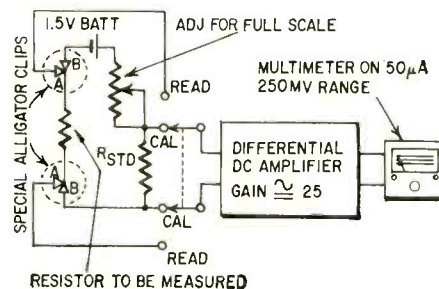 1.5V BATT
ADJ FOR FULL SCALE
B
A
READ
MULTIMETER ON 50µA
250MV RANGE
SPECIAL ALLIGATOR CLIPS
RSTD
CAL
DIFFERENTIAL
DC AMPLIFIER
GAIN ≅ 25
A
B
CAL
READ
RESISTOR TO BE MEASURED